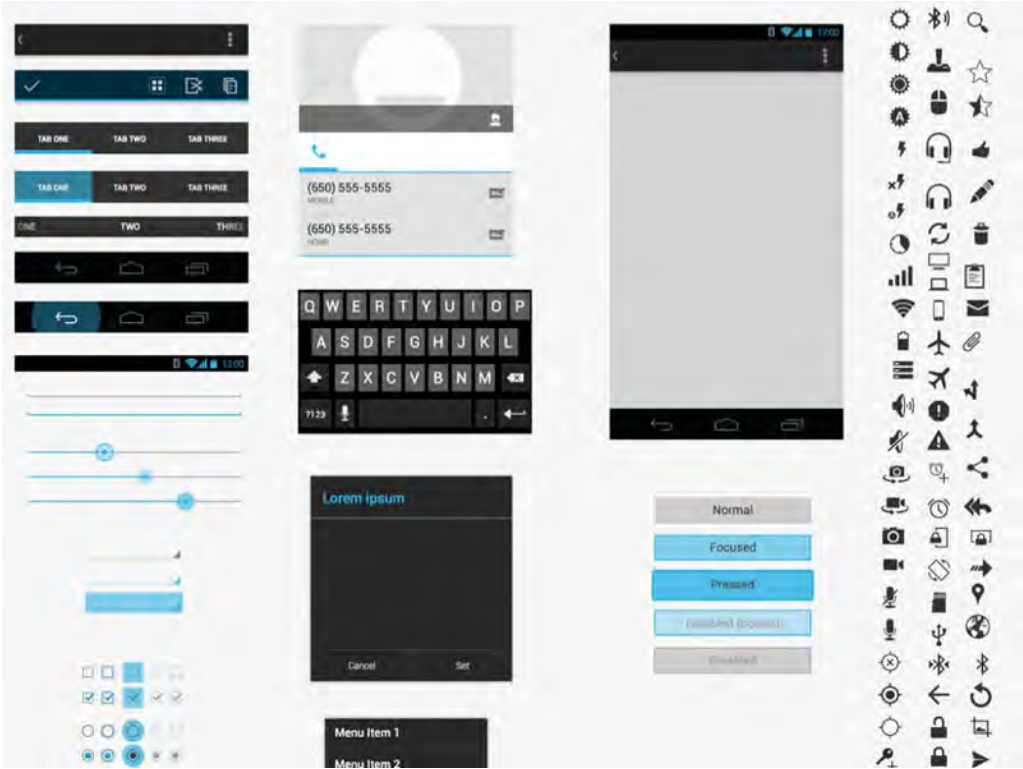 TAB ONE TAB TWO TAB THREE
TAB ONE TAB TWO TAB THREE
ONE TWO THREE
12:00
(650) 555-5555
MOBILE
(650) 555-5555
HOME
Q W E R T Y U I O P
A S D F G H J K L
Z X C V B N M
?123 .
Lorem ipsum
Cancel Set
Menu Item 1
Menu Item 2
12:00
Normal
Focused
Pressed
Disabled focused
Disabled
A